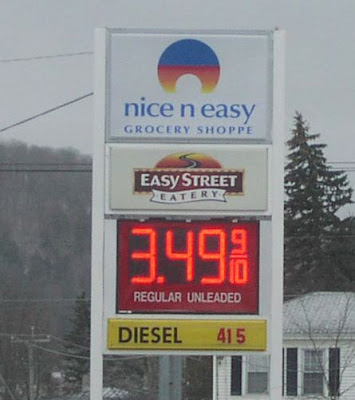 nice n easy
GROCERY SHOPPE
EASY STREET
EATERY
3.49 9/10
REGULAR UNLEADED
DIESEL 415